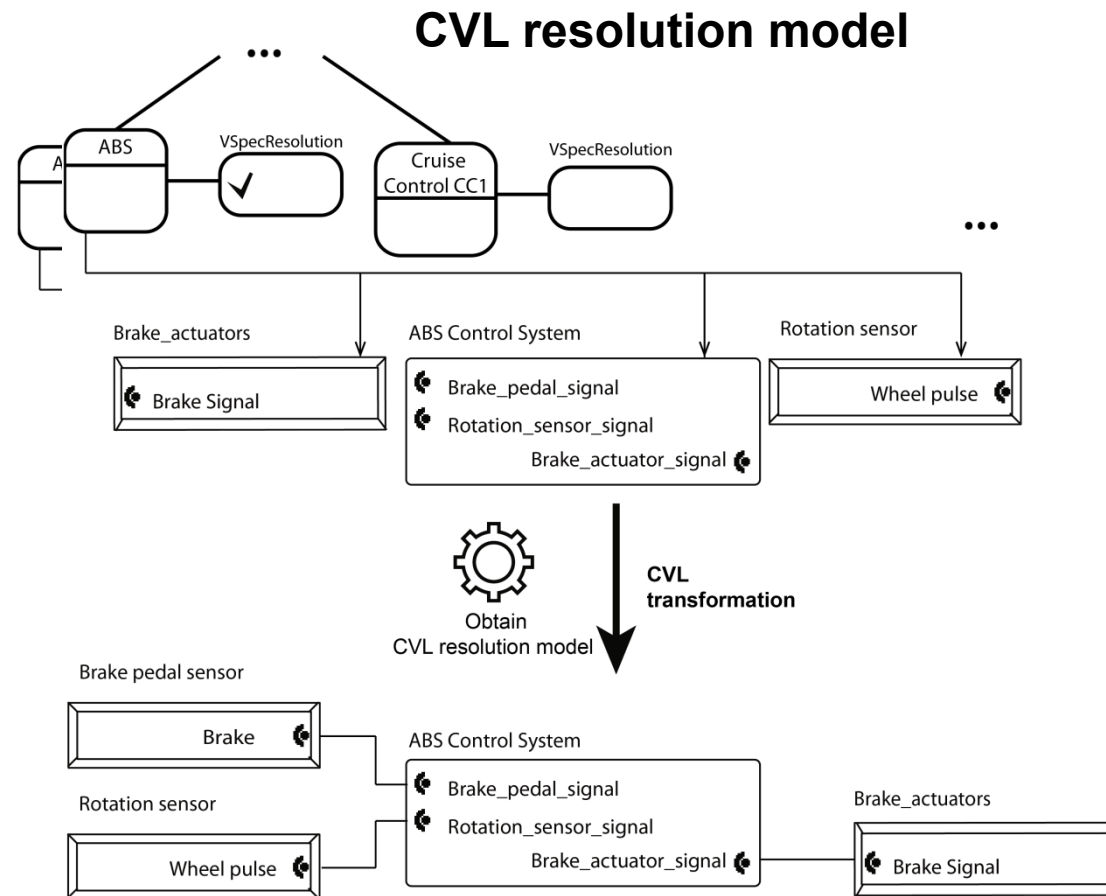 CVL resolution model
...
A
ABS
VSpecResolution
Cruise
Control CC1
VSpecResolution
...
Brake_actuators
Brake Signal
ABS Control System
Brake_pedal_signal
Rotation_sensor_signal
Brake_actuator_signal
Rotation sensor
Wheel pulse
Obtain
CVL resolution model
CVL
transformation
Brake pedal sensor
Brake
Rotation sensor
Wheel pulse
ABS Control System
Brake_pedal_signal
Rotation_sensor_signal
Brake_actuator_signal
Brake_actuators
Brake Signal